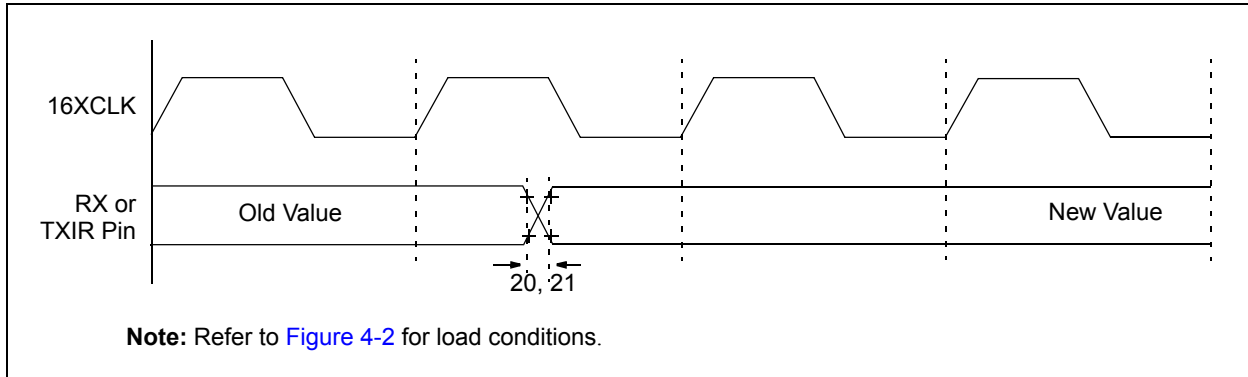 16XCLK
RX or
TXIR Pin
Old Value
New Value
20, 21
Note: Refer to Figure 4-2 for load conditions.